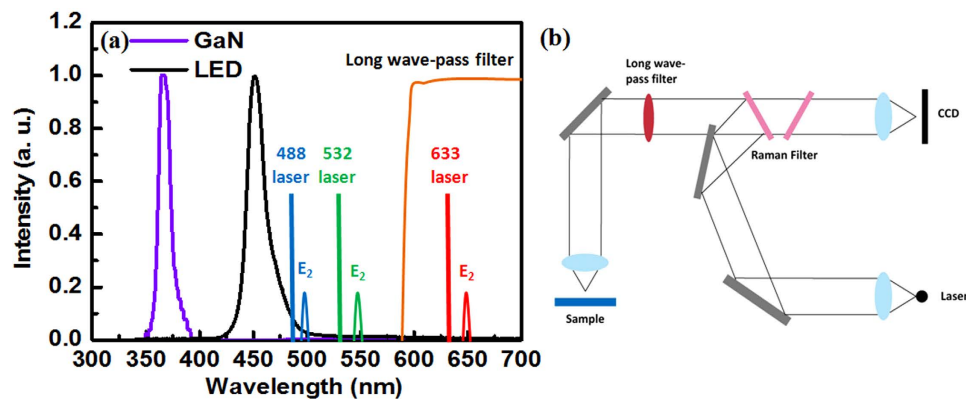 (a)
GaN
LED
Long wave-pass filter
488
laser
532
laser
633
laser
E2
E2
E2
Intensity (a. u.)
1.2
1.0
0.8
0.6
0.4
0.2
0.0
300 350 400 450 500 550 600 650 700
Wavelength (nm)
(b)
Long wave-
pass filter
CCD
Raman Filter
Laser
Sample